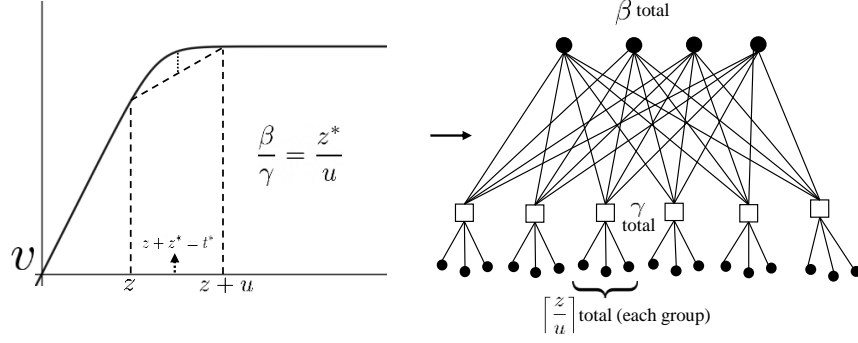 β total
β/γ = z*/u
γ
total
υ
z + z* − t*
z
z + u
⌈z/u⌉ total (each group)